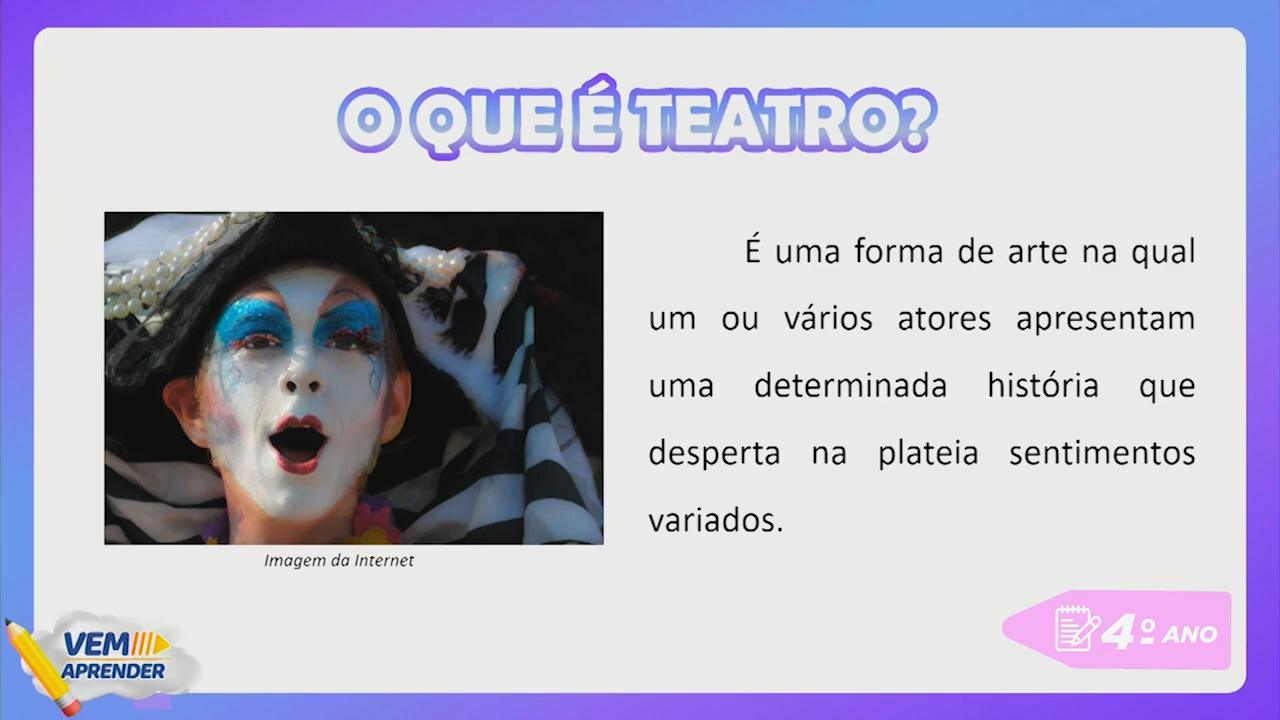 O QUE É TEATRO?
É uma forma de arte na qual
um ou vários atores apresentam
uma determinada história que
desperta na plateia sentimentos
variados.
Imagem da Internet
VEM
APRENDER
4º ANO